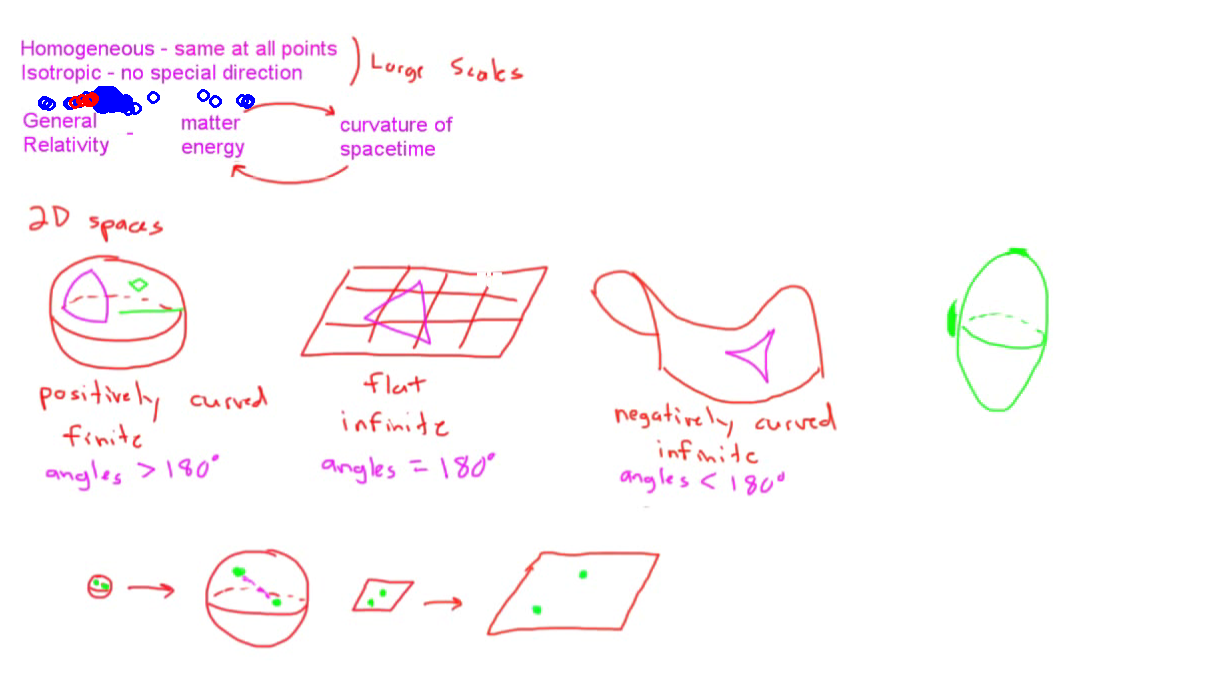 Homogeneous - same at all points
Isotropic - no special direction
Large Scales
General Relativity -
matter energy
curvature of spacetime
2D spaces
positively curved
finite
angles > 180°
flat
infinite
angles = 180°
negatively curved
infinite
angles < 180°